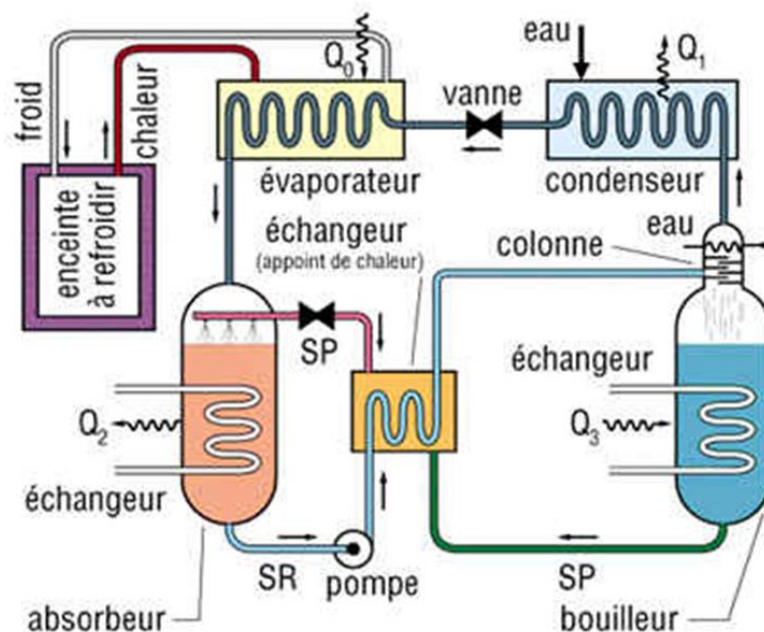 eau
Q₀
Q₁
froid
chaleur
vanne
évaporateur
condenseur
enceinte
à refroidir
échangeur
(appoint de chaleur)
colonne
eau
SP
échangeur
Q₂
Q₃
échangeur
SR
pompe
SP
absorbeur
bouilleur